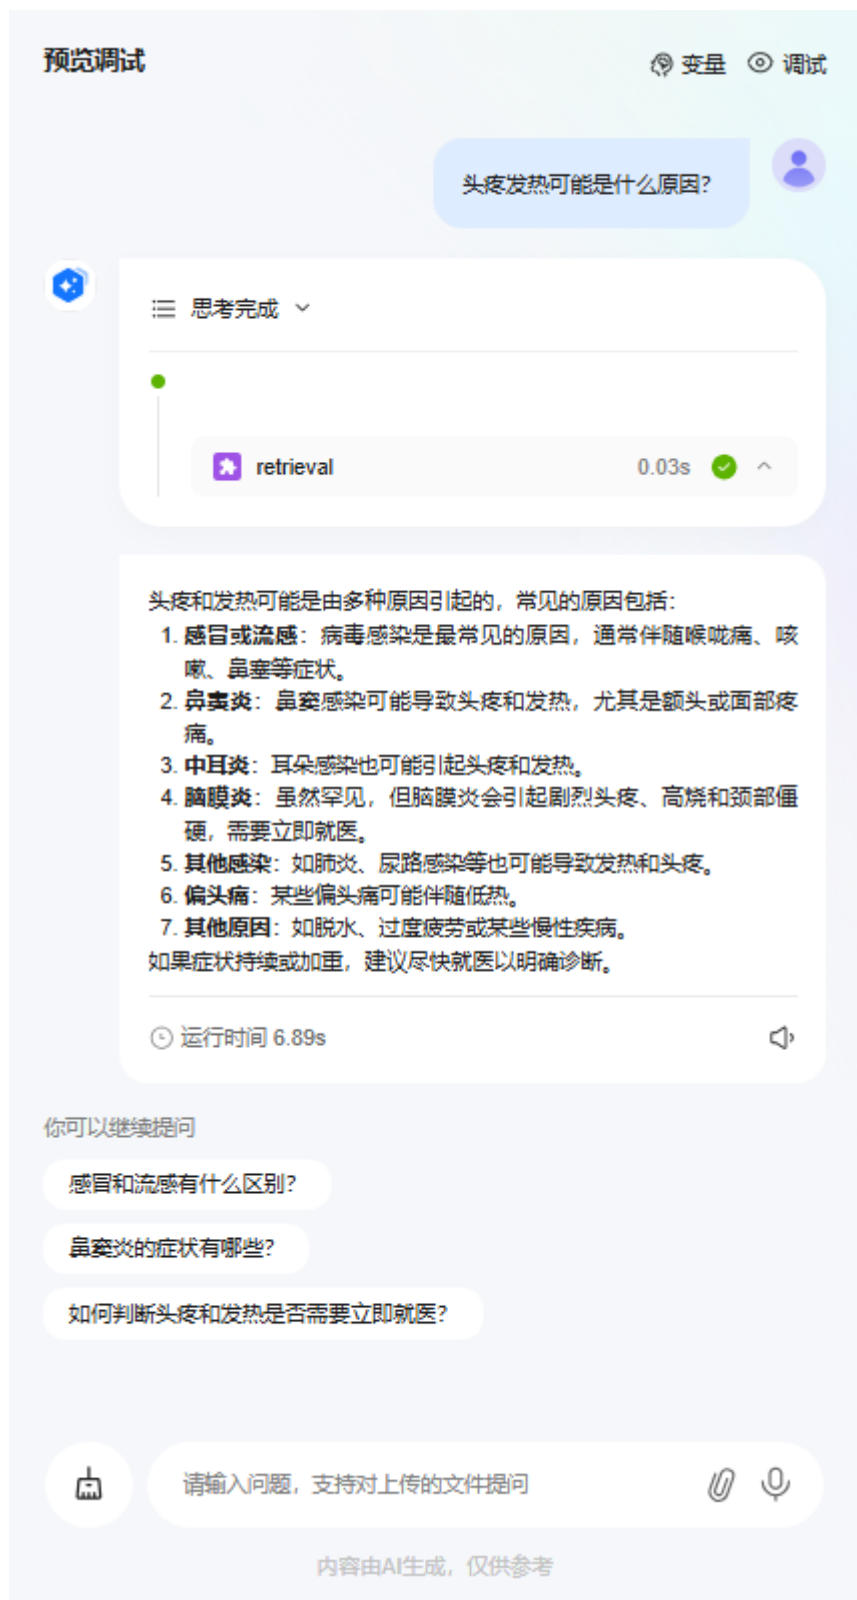 预览调试
变量 调试
头疼发热可能是什么原因？
思考完成
retrieval 0.03s
头疼和发热可能是由多种原因引起的，常见的原因包括：
1. 感冒或流感：病毒感染是最常见的原因，通常伴随喉咙痛、咳
嗽、鼻塞等症状。
2. 鼻窦炎：鼻窦感染可能导致头疼和发热，尤其是额头或面部疼
痛。
3. 中耳炎：耳朵感染也可能引起头疼和发热。
4. 脑膜炎：虽然罕见，但脑膜炎会引起剧烈头疼、高烧和颈部僵
硬，需要立即就医。
5. 其他感染：如肺炎、尿路感染等也可能导致发热和头疼。
6. 偏头痛：某些偏头痛可能伴随低热。
7. 其他原因：如脱水、过度疲劳或某些慢性疾病。
如果症状持续或加重，建议尽快就医以明确诊断。
运行时间 6.89s
你可以继续提问
感冒和流感有什么区别？
鼻窦炎的症状有哪些？
如何判断头疼和发热是否需要立即就医？
请输入问题，支持对上传的文件提问
内容由AI生成，仅供参考